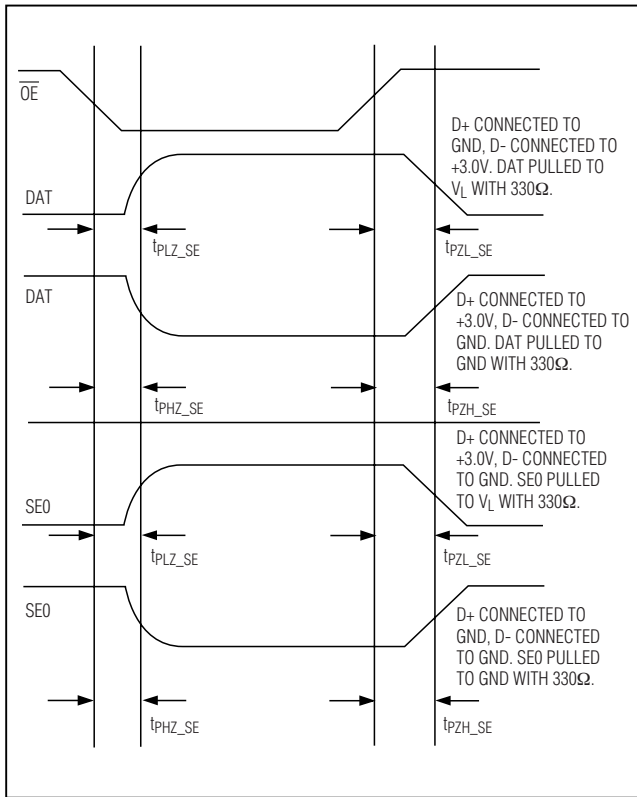 OE
D+ CONNECTED TO
GND, D- CONNECTED TO
+3.0V. DAT PULLED TO
VL WITH 330Ω.
DAT
tPLZ_SE
tPZL_SE
DAT
D+ CONNECTED TO
+3.0V, D- CONNECTED TO
GND. DAT PULLED TO
GND WITH 330Ω.
tPHZ_SE
tPZH_SE
D+ CONNECTED TO
+3.0V, D- CONNECTED
TO GND. SE0 PULLED
TO VL WITH 330Ω.
SE0
tPLZ_SE
tPZL_SE
SE0
D+ CONNECTED TO
GND, D- CONNECTED
TO GND. SE0 PULLED
TO GND WITH 330Ω.
tPHZ_SE
tPZH_SE